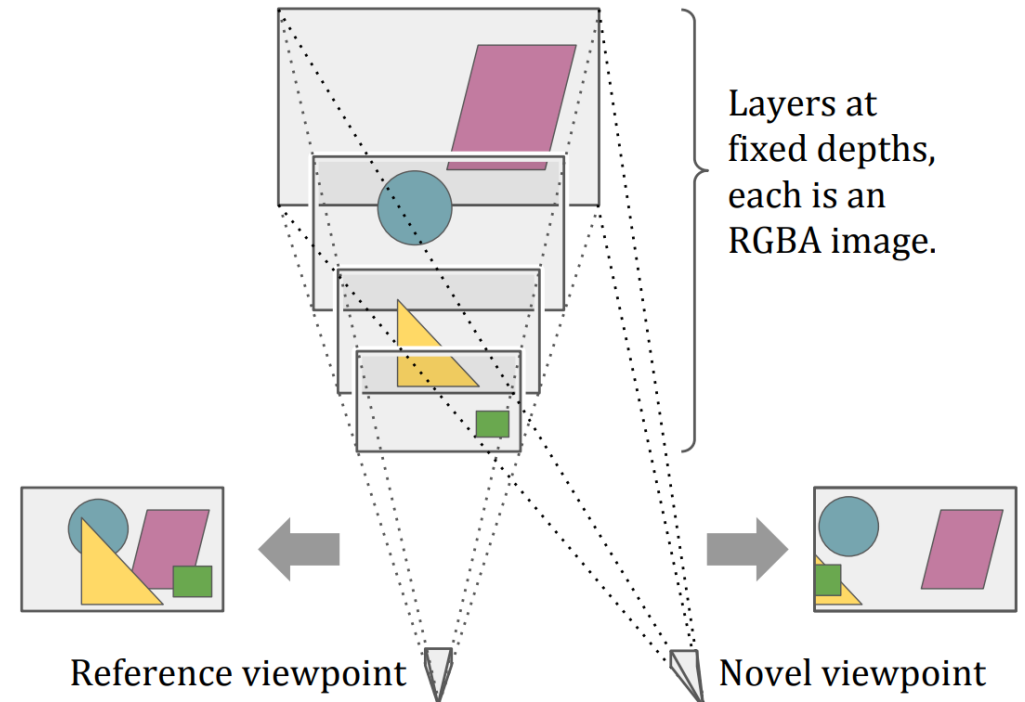 Layers at
fixed depths,
each is an
RGBA image.
Reference viewpoint
Novel viewpoint